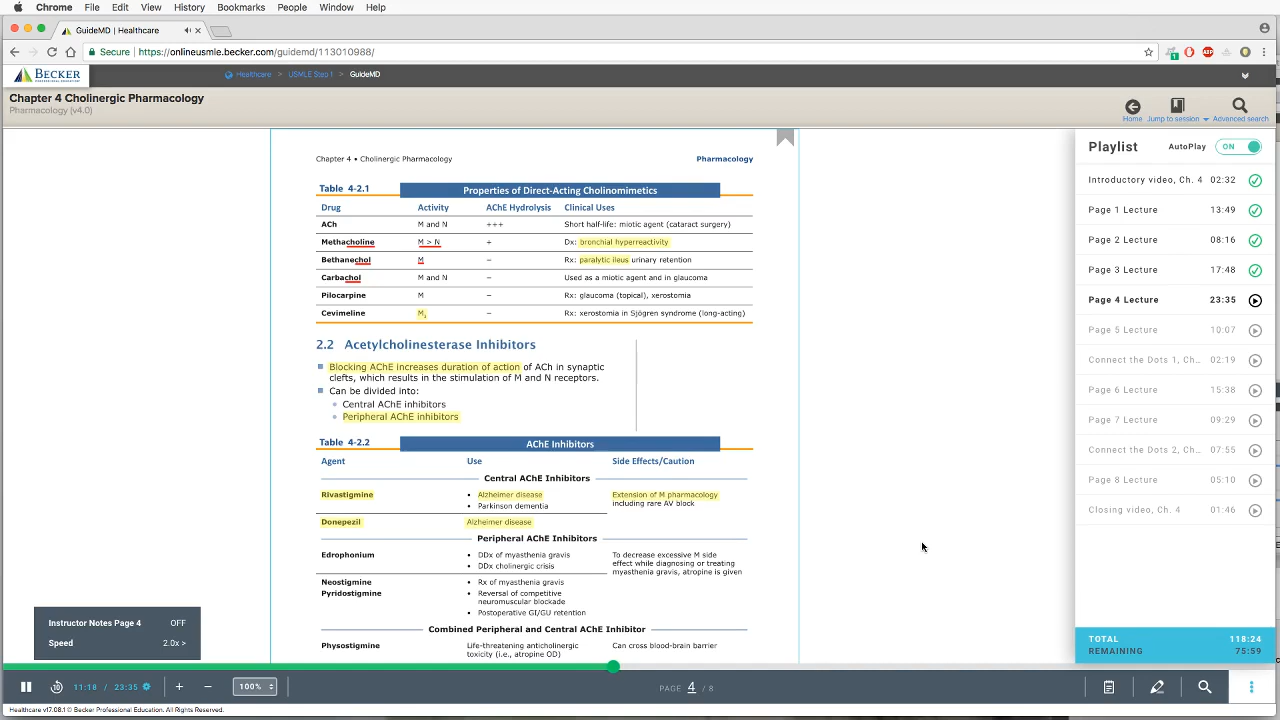 Chrome File Edit View History Bookmarks People Window Help
GuideMD | Healthcare
Secure https://onlineusmle.becker.com/guidemd/113010988/
BECKER
PROFESSIONAL EDUCATION
Healthcare > USMLE Step 1 > GuideMD
Chapter 4 Cholinergic Pharmacology
Pharmacology (v4.0)
Home Jump to session Advanced search
Chapter 4 • Cholinergic Pharmacology Pharmacology
Table 4-2.1 Properties of Direct-Acting Cholinomimetics
Drug Activity AChE Hydrolysis Clinical Uses
ACh M and N +++ Short half-life: miotic agent (cataract surgery)
Methacholine M > N + Dx: bronchial hyperreactivity
Bethanechol M – Rx: paralytic ileus urinary retention
Carbachol M and N – Used as a miotic agent and in glaucoma
Pilocarpine M – Rx: glaucoma (topical), xerostomia
Cevimeline M₃ – Rx: xerostomia in Sjögren syndrome (long-acting)
2.2 Acetylcholinesterase Inhibitors
Blocking AChE increases duration of action of ACh in synaptic
clefts, which results in the stimulation of M and N receptors.
Can be divided into:
Central AChE inhibitors
Peripheral AChE inhibitors
Table 4-2.2 AChE Inhibitors
Agent Use Side Effects/Caution
Central AChE Inhibitors
Rivastigmine • Alzheimer disease Extension of M pharmacology
• Parkinson dementia including rare AV block
Donepezil Alzheimer disease
Peripheral AChE Inhibitors
Edrophonium • DDx of myasthenia gravis To decrease excessive M side
• DDx cholinergic crisis effect while diagnosing or treating
myasthenia gravis, atropine is given
Neostigmine • Rx of myasthenia gravis
Pyridostigmine • Reversal of competitive
neuromuscular blockade
• Postoperative GI/GU retention
Combined Peripheral and Central AChE Inhibitor
Physostigmine Life-threatening anticholinergic Can cross blood-brain barrier
toxicity (i.e., atropine OD)
Playlist AutoPlay ON
Introductory video, Ch. 4 02:32
Page 1 Lecture 13:49
Page 2 Lecture 08:16
Page 3 Lecture 17:48
Page 4 Lecture 23:35
Page 5 Lecture 10:07
Connect the Dots 1, Ch... 02:19
Page 6 Lecture 15:38
Page 7 Lecture 09:29
Connect the Dots 2, Ch... 07:55
Page 8 Lecture 05:10
Closing video, Ch. 4 01:46
TOTAL 118:24
REMAINING 75:59
Instructor Notes Page 4 OFF
Speed 2.0x >
10 11:18 / 23:35 + − 100% PAGE 4 / 8
Healthcare v17.08.1 © Becker Professional Education. All Rights Reserved.